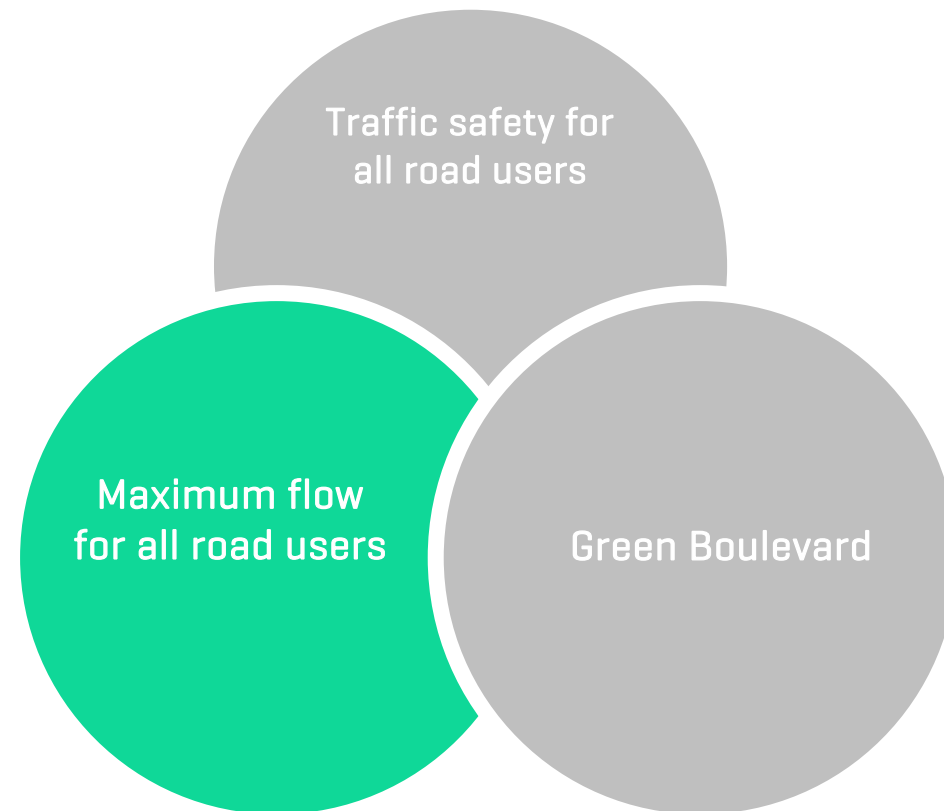 Traffic safety for
all road users
Maximum flow
for all road users
Green Boulevard